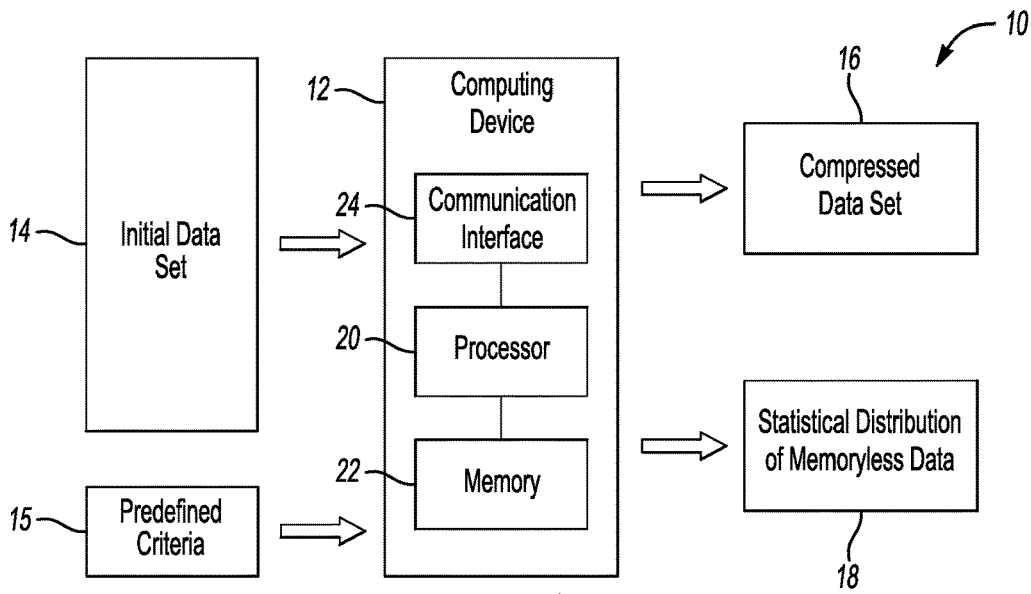 10
14
Initial Data
Set
15
Predefined
Criteria
12
Computing
Device
24
Communication
Interface
20
Processor
22
Memory
16
Compressed
Data Set
Statistical Distribution
of Memoryless Data
18